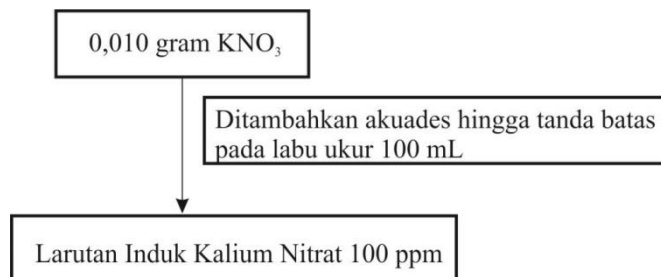 0,010 gram KNO₃
Ditambahkan akuades hingga tanda batas
pada labu ukur 100 mL
Larutan Induk Kalium Nitrat 100 ppm